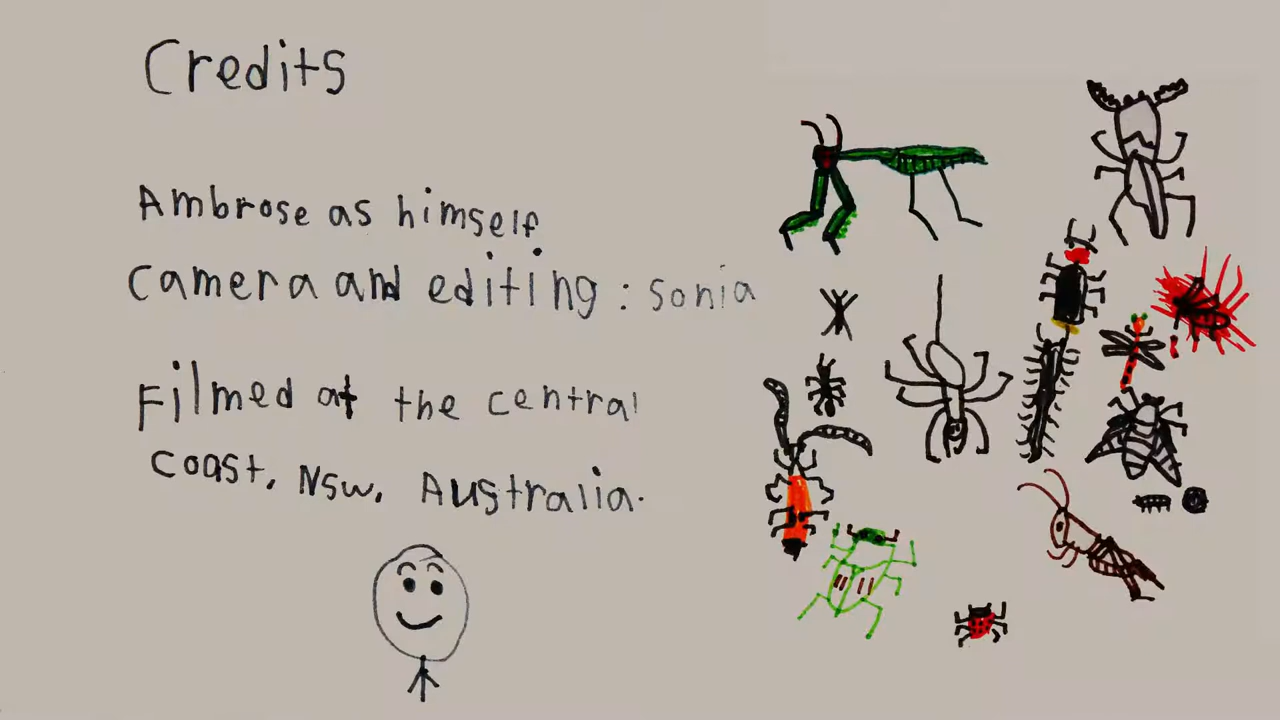 Credits
Ambrose as himself
camera and editing : sonia
Filmed at the central
coast, Nsw, Australia.